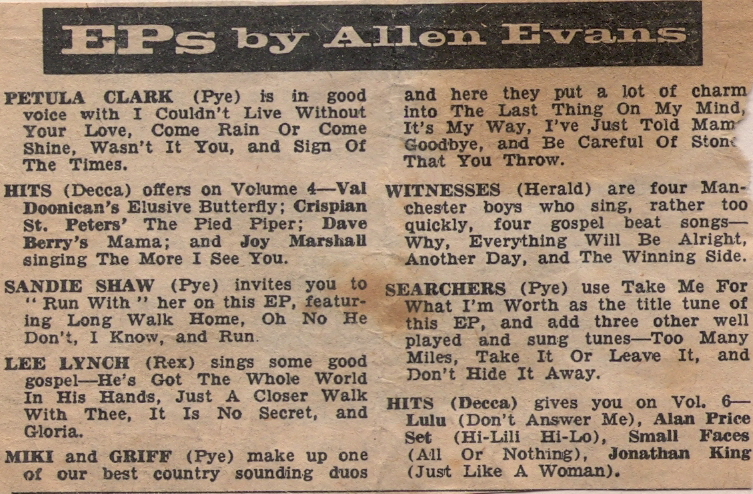 EPs by Allen Evans
PETULA CLARK (Pye) is in good
voice with I Couldn't Live Without
Your Love, Come Rain Or Come
Shine, Wasn't It You, and Sign Of
The Times.
HITS (Decca) offers on Volume 4—Val
Doonican's Elusive Butterfly; Crispian
St. Peters' The Pied Piper; Dave
Berry's Mama; and Joy Marshall
singing The More I See You.
SANDIE SHAW (Pye) invites you to
" Run With " her on this EP, featur-
ing Long Walk Home, Oh No He
Don't, I Know, and Run.
LEE LYNCH (Rex) sings some good
gospel—He's Got The Whole World
In His Hands, Just A Closer Walk
With Thee, It Is No Secret, and
Gloria.
MIKI and GRIFF (Pye) make up one
of our best country sounding duos
and here they put a lot of charm
into The Last Thing On My Mind,
It's My Way, I've Just Told Mam
Goodbye, and Be Careful Of Stone
That You Throw.
WITNESSES (Herald) are four Man-
chester boys who sing, rather too
quickly, four gospel beat songs—
Why, Everything Will Be Alright,
Another Day, and The Winning Side.
SEARCHERS (Pye) use Take Me For
What I'm Worth as the title tune of
this EP, and add three other well
played and sung tunes—Too Many
Miles, Take It Or Leave It, and
Don't Hide It Away.
HITS (Decca) gives you on Vol. 6—
Lulu (Don't Answer Me), Alan Price
Set (Hi-Lili Hi-Lo), Small Faces
(All Or Nothing), Jonathan King
(Just Like A Woman).